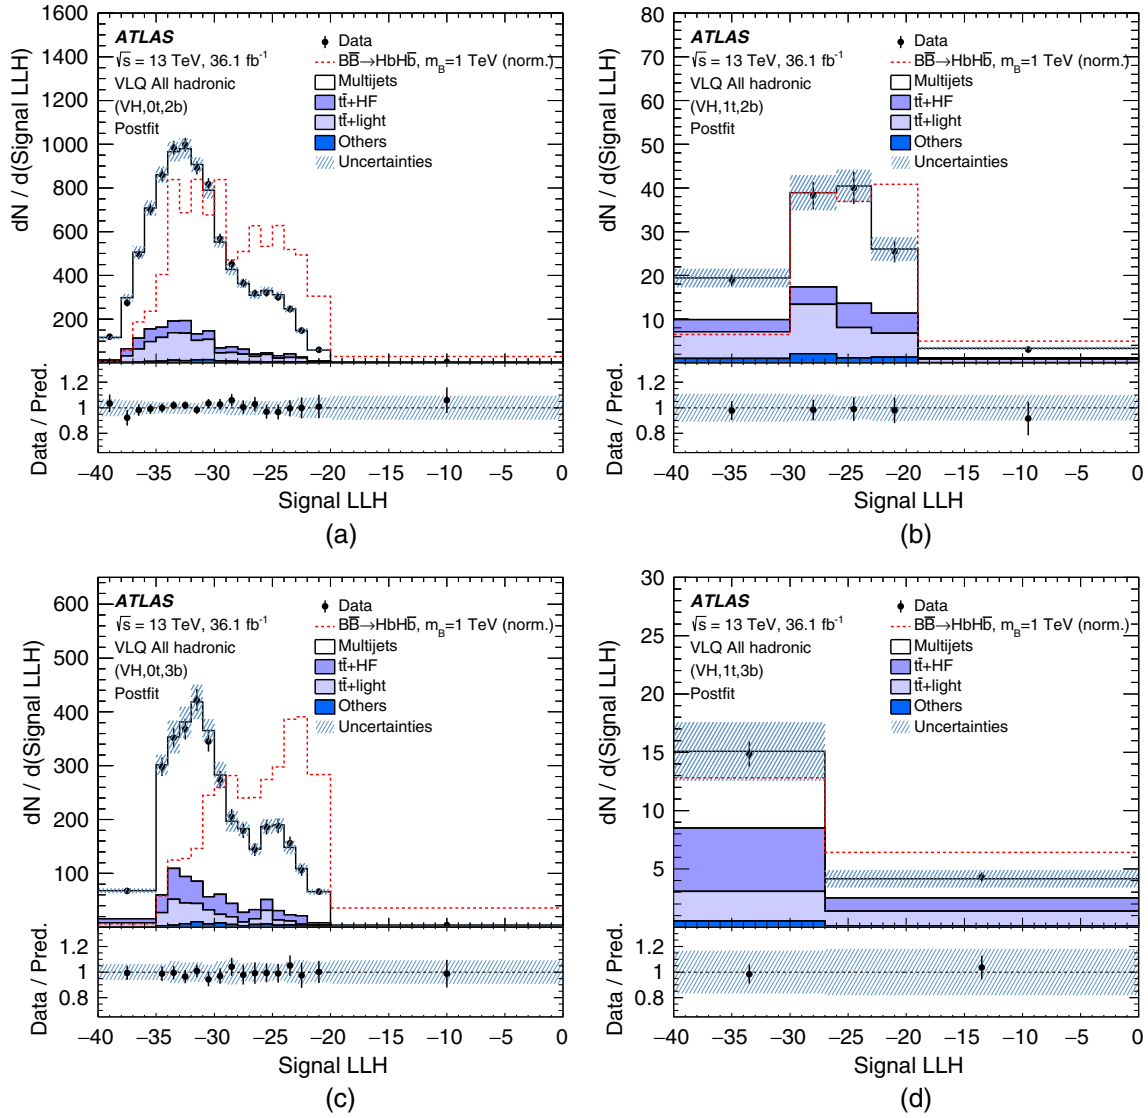 dN / d(Signal LLH)
1600
1400
1200
1000
800
600
400
200
ATLAS
√s = 13 TeV, 36.1 fb⁻¹
VLQ All hadronic
(VH,0t,2b)
Postfit
Data
BB̅→HbHb̅, m_B=1 TeV (norm.)
Multijets
tt̅+HF
tt̅+light
Others
Uncertainties
Data / Pred.
1.2
1
0.8
−40 −35 −30 −25 −20 −15 −10 −5 0
Signal LLH
(a)
dN / d(Signal LLH)
80
70
60
50
40
30
20
10
ATLAS
√s = 13 TeV, 36.1 fb⁻¹
VLQ All hadronic
(VH,1t,2b)
Postfit
Data
BB̅→HbHb̅, m_B=1 TeV (norm.)
Multijets
tt̅+HF
tt̅+light
Others
Uncertainties
Data / Pred.
1.2
1
0.8
−40 −35 −30 −25 −20 −15 −10 −5 0
Signal LLH
(b)
dN / d(Signal LLH)
600
500
400
300
200
100
ATLAS
√s = 13 TeV, 36.1 fb⁻¹
VLQ All hadronic
(VH,0t,3b)
Postfit
Data
BB̅→HbHb̅, m_B=1 TeV (norm.)
Multijets
tt̅+HF
tt̅+light
Others
Uncertainties
Data / Pred.
1.2
1
0.8
−40 −35 −30 −25 −20 −15 −10 −5 0
Signal LLH
(c)
dN / d(Signal LLH)
30
25
20
15
10
5
ATLAS
√s = 13 TeV, 36.1 fb⁻¹
VLQ All hadronic
(VH,1t,3b)
Postfit
Data
BB̅→HbHb̅, m_B=1 TeV (norm.)
Multijets
tt̅+HF
tt̅+light
Others
Uncertainties
Data / Pred.
1.2
1
0.8
−40 −35 −30 −25 −20 −15 −10 −5 0
Signal LLH
(d)